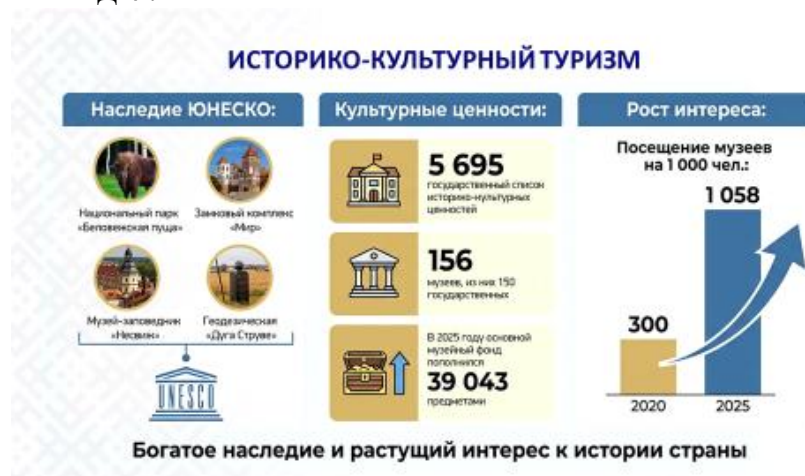 ИСТОРИКО-КУЛЬТУРНЫЙ ТУРИЗМ
Наследие ЮНЕСКО:
Национальный парк
«Беловежская пуща»
Замковый комплекс
«Мир»
Музей-заповедник
«Несвиж»
Геодезическая
«Дуга Струве»
UNESCO
Культурные ценности:
5 695
государственный список
историко-культурных
ценностей
156
музеев, из них 150
государственных
В 2025 году основной
музейный фонд
пополнился
39 043
предметами
Рост интереса:
Посещение музеев
на 1 000 чел.:
1 058
300
2020
2025
Богатое наследие и растущий интерес к истории страны